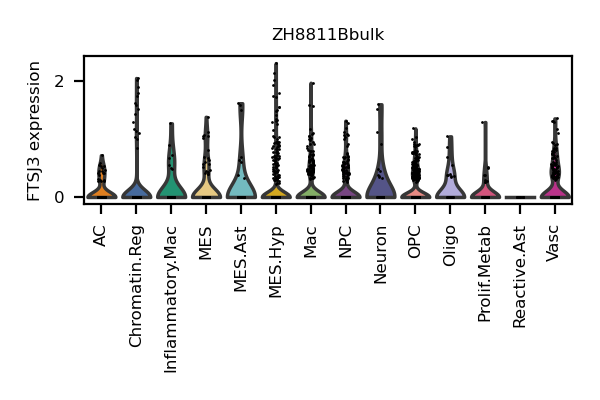 ZH8811Bbulk
FTSJ3 expression
2
0
AC
Chromatin.Reg
Inflammatory.Mac
MES
MES.Ast
MES.Hyp
Mac
NPC
Neuron
OPC
Oligo
Prolif.Metab
Reactive.Ast
Vasc